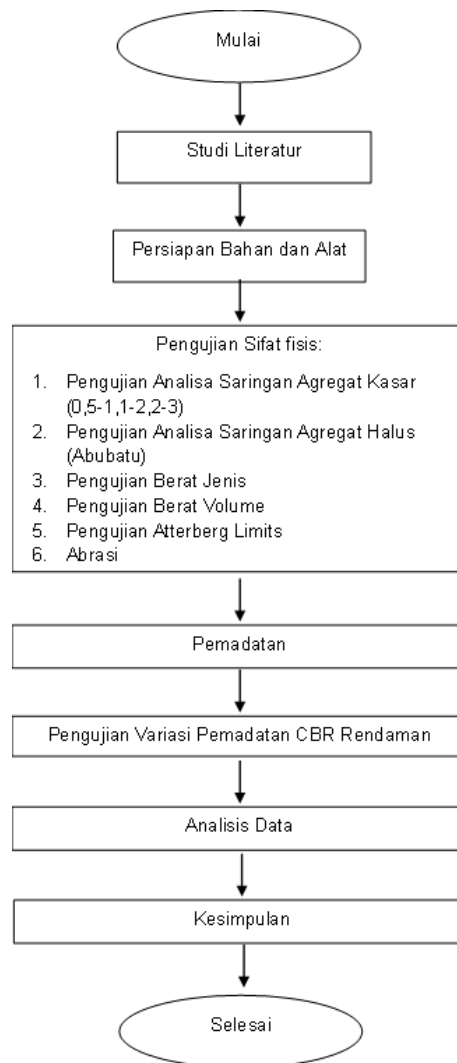 Mulai
Studi Literatur
Persiapan Bahan dan Alat
Pengujian Sifat fisis:
1. Pengujian Analisa Saringan Agregat Kasar
(0,5-1,1-2,2-3)
2. Pengujian Analisa Saringan Agregat Halus
(Abubatu)
3. Pengujian Berat Jenis
4. Pengujian Berat Volume
5. Pengujian Atterberg Limits
6. Abrasi
Pemadatan
Pengujian Variasi Pemadatan CBR Rendaman
Analisis Data
Kesimpulan
Selesai